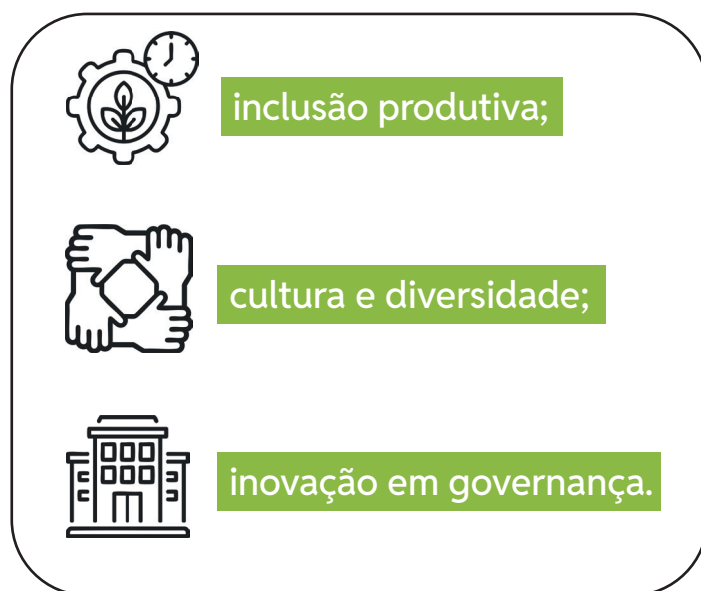 inclusão produtiva;
cultura e diversidade;
inovação em governança.